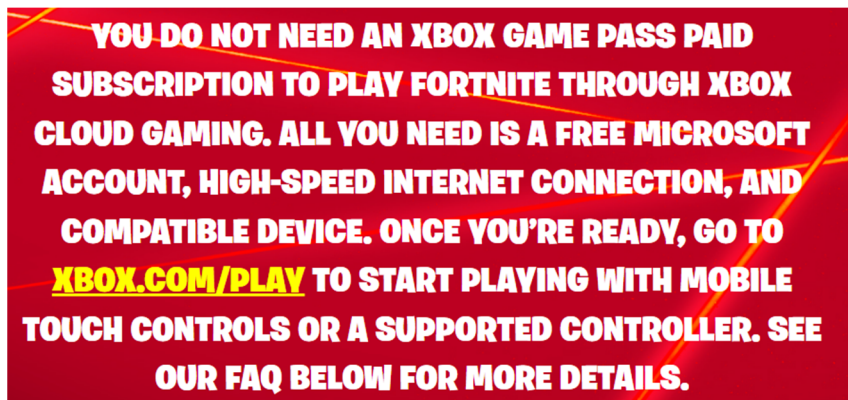 YOU DO NOT NEED AN XBOX GAME PASS PAID
SUBSCRIPTION TO PLAY FORTNITE THROUGH XBOX
CLOUD GAMING. ALL YOU NEED IS A FREE MICROSOFT
ACCOUNT, HIGH-SPEED INTERNET CONNECTION, AND
COMPATIBLE DEVICE. ONCE YOU'RE READY, GO TO
XBOX.COM/PLAY TO START PLAYING WITH MOBILE
TOUCH CONTROLS OR A SUPPORTED CONTROLLER. SEE
OUR FAQ BELOW FOR MORE DETAILS.